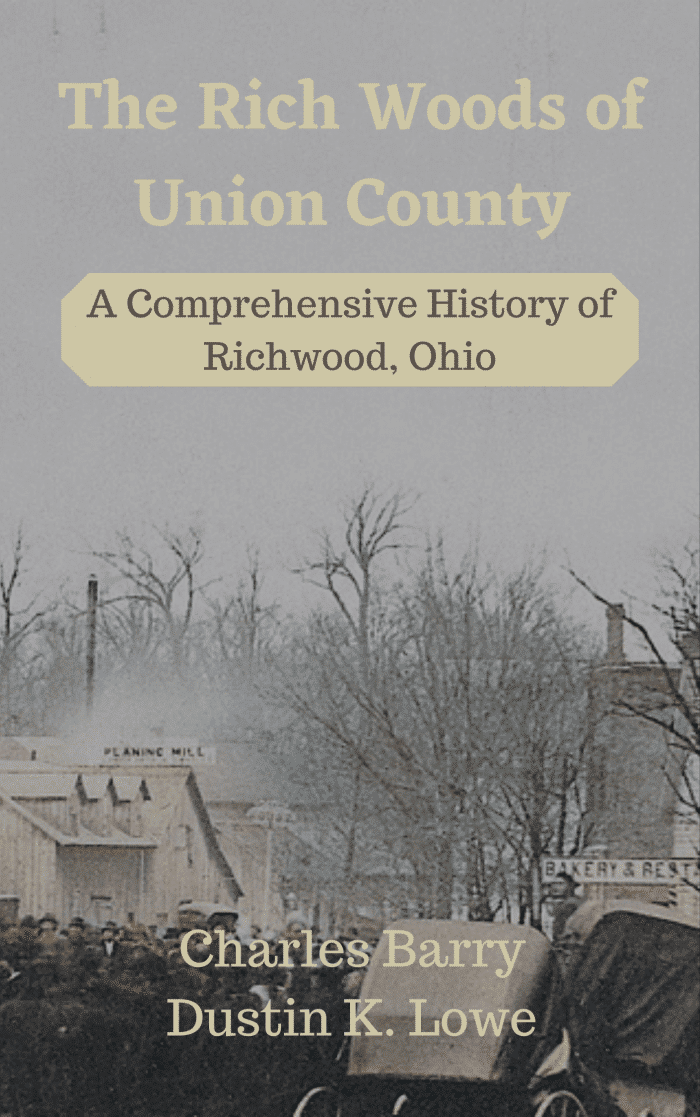 The Rich Woods of
Union County
A Comprehensive History of
Richwood, Ohio
PLANING MILL
BAKERY & REST
Charles Barry
Dustin K. Lowe